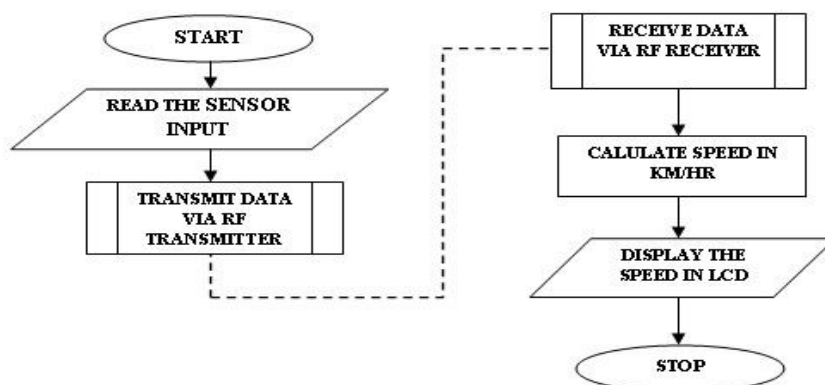 START
READ THE SENSOR
INPUT
TRANSMIT DATA
VIA RF
TRANSMITTER
RECEIVE DATA
VIA RF RECEIVER
CALULATE SPEED IN
KM/HR
DISPLAY THE
SPEED IN LCD
STOP